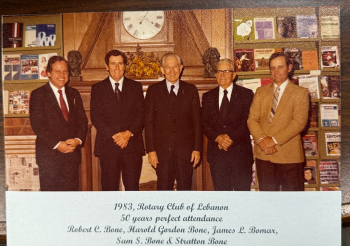 1983, Rotary Club of Lebanon
50 years perfect attendance
Robert C. Bone, Harold Gordon Bone, James L. Bomar,
Sam S. Bone & Stratton Bone